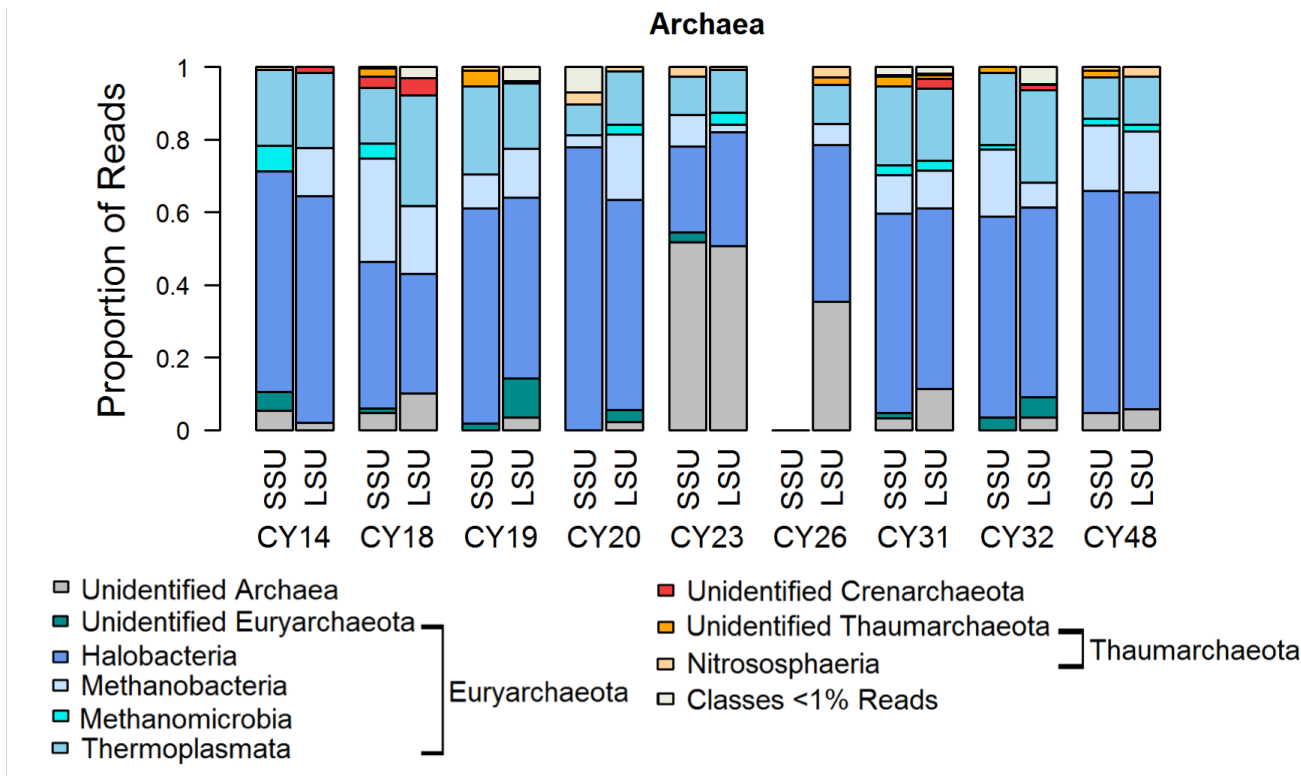 Archaea
Proportion of Reads
1
0.8
0.6
0.4
0.2
0
SSU LSU SSU LSU SSU LSU SSU LSU SSU LSU SSU LSU SSU LSU SSU LSU SSU LSU
CY14 CY18 CY19 CY20 CY23 CY26 CY31 CY32 CY48
Unidentified Archaea
Unidentified Euryarchaeota
Halobacteria
Methanobacteria
Methanomicrobia
Thermoplasmata
Euryarchaeota
Unidentified Crenarchaeota
Unidentified Thaumarchaeota
Nitrososphaeria
Thaumarchaeota
Classes <1% Reads